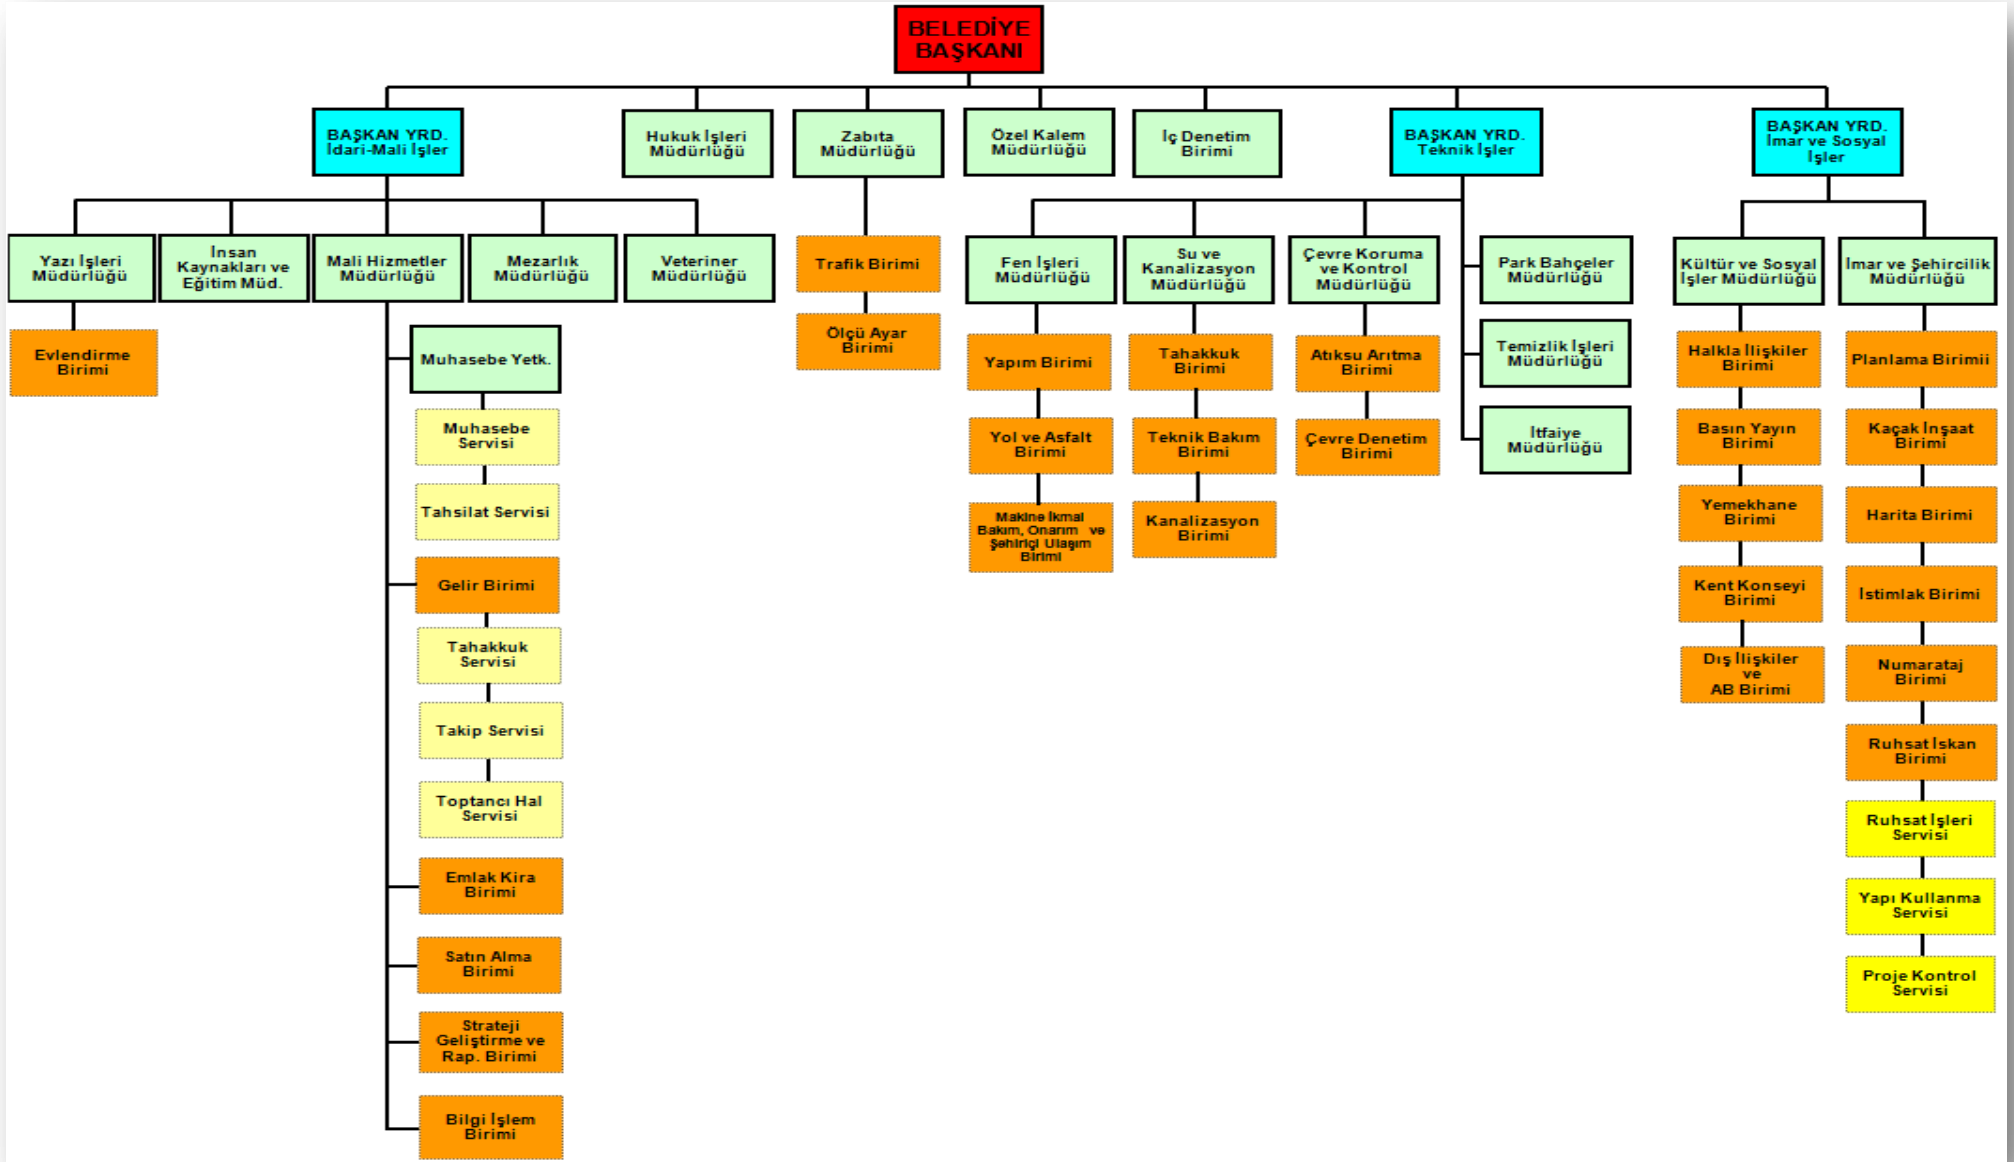 BELEDİYE
BAŞKANI
BAŞKAN YRD.
İdari-Mali İşler
Hukuk İşleri
Müdürlüğü
Zabıta
Müdürlüğü
Özel Kalem
Müdürlüğü
İç Denetim
Birimi
BAŞKAN YRD.
Teknik İşler
BAŞKAN YRD.
İmar ve Sosyal
İşler
Yazı İşleri
Müdürlüğü
İnsan
Kaynakları ve
Eğitim Müd.
Mali Hizmetler
Müdürlüğü
Mezarlık
Müdürlüğü
Veteriner
Müdürlüğü
Trafik Birimi
Ölçü Ayar
Birimi
Fen İşleri
Müdürlüğü
Su ve
Kanalizasyon
Müdürlüğü
Çevre Koruma
ve Kontrol
Müdürlüğü
Park Bahçeler
Müdürlüğü
Temizlik İşleri
Müdürlüğü
İtfaiye
Müdürlüğü
Kültür ve Sosyal
İşler Müdürlüğü
İmar ve Şehircilik
Müdürlüğü
Evlendirme
Birimi
Muhasebe Yetk.
Muhasebe
Servisi
Tahsilat Servisi
Gelir Birimi
Tahakkuk
Servisi
Takip Servisi
Toptancı Hal
Servisi
Emlak Kira
Birimi
Satın Alma
Birimi
Strateji
Geliştirme ve
Rap. Birimi
Bilgi İşlem
Birimi
Yapım Birimi
Yol ve Asfalt
Birimi
Makine İkmal
Bakım, Onarım ve
Şehiriçi Ulaşım
Birimi
Tahakkuk
Birimi
Teknik Bakım
Birimi
Kanalizasyon
Birimi
Atıksu Arıtma
Birimi
Çevre Denetim
Birimi
Halkla İlişkiler
Birimi
Basın Yayın
Birimi
Yemekhane
Birimi
Kent Konseyi
Birimi
Dış İlişkiler
ve
AB Birimi
Planlama Birimii
Kaçak İnşaat
Birimi
Harita Birimi
İstimlak Birimi
Numarataj
Birimi
Ruhsat İskan
Birimi
Ruhsat İşleri
Servisi
Yapı Kullanma
Servisi
Proje Kontrol
Servisi